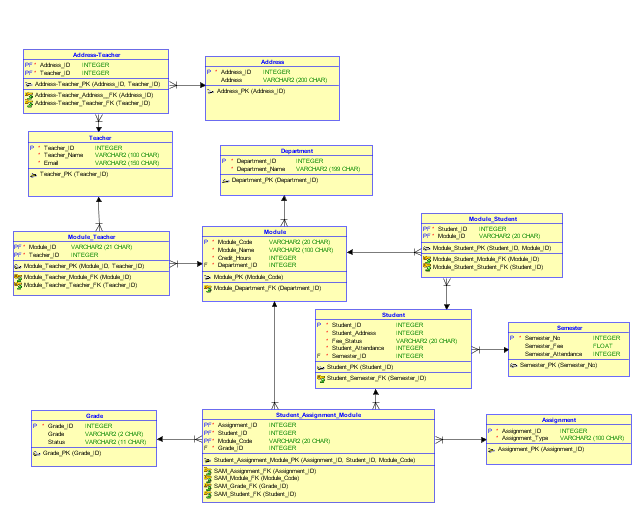 Address-Teacher
PF * Address_ID INTEGER
PF * Teacher_ID INTEGER
Address-Teacher_PK (Address_ID, Teacher_ID)
Address-Teacher_Address__FK (Address_ID)
Address-Teacher_Teacher_FK (Teacher_ID)
Address
P * Address_ID INTEGER
Address VARCHAR2 (200 CHAR)
Address_PK (Address_ID)
Teacher
P * Teacher_ID INTEGER
* Teacher_Name VARCHAR2 (100 CHAR)
* Email VARCHAR2 (150 CHAR)
Teacher_PK (Teacher_ID)
Department
P * Department_ID INTEGER
* Department_Name VARCHAR2 (199 CHAR)
Department_PK (Department_ID)
Module_Teacher
PF * Module_ID VARCHAR2 (21 CHAR)
PF * Teacher_ID INTEGER
Module_Teacher_PK (Module_ID, Teacher_ID)
Module_Teacher_Module_FK (Module_ID)
Module_Teacher_Teacher_FK (Teacher_ID)
Module
P * Module_Code VARCHAR2 (20 CHAR)
* Module_Name VARCHAR2 (100 CHAR)
* Credit_Hours INTEGER
F * Department_ID INTEGER
Module_PK (Module_Code)
Module_Department_FK (Department_ID)
Module_Student
PF * Student_ID INTEGER
PF * Module_ID VARCHAR2 (20 CHAR)
Module_Student_PK (Student_ID, Module_ID)
Module_Student_Module_FK (Module_ID)
Module_Student_Student_FK (Student_ID)
Student
P * Student_ID INTEGER
* Student_Address INTEGER
* Fee_Status VARCHAR2 (20 CHAR)
* Student_Attendance INTEGER
F * Semester_ID INTEGER
Student_PK (Student_ID)
Student_Semester_FK (Semester_ID)
Semester
P * Semester_No INTEGER
Semester_Fee FLOAT
Semester_Attendance INTEGER
Semester_PK (Semester_No)
Grade
P * Grade_ID INTEGER
Grade VARCHAR2 (2 CHAR)
Status VARCHAR2 (11 CHAR)
Grade_PK (Grade_ID)
Student_Assignment_Module
PF * Assignment_ID INTEGER
PF * Student_ID INTEGER
PF * Module_Code VARCHAR2 (20 CHAR)
F * Grade_ID INTEGER
Student_Assignment_Module_PK (Assignment_ID, Student_ID, Module_Code)
SAM_Assignment_FK (Assignment_ID)
SAM_Module_FK (Module_Code)
SAM_Grade_FK (Grade_ID)
SAM_Student_FK (Student_ID)
Assignment
P * Assignment_ID INTEGER
* Assignment_Type VARCHAR2 (100 CHAR)
Assignment_PK (Assignment_ID)